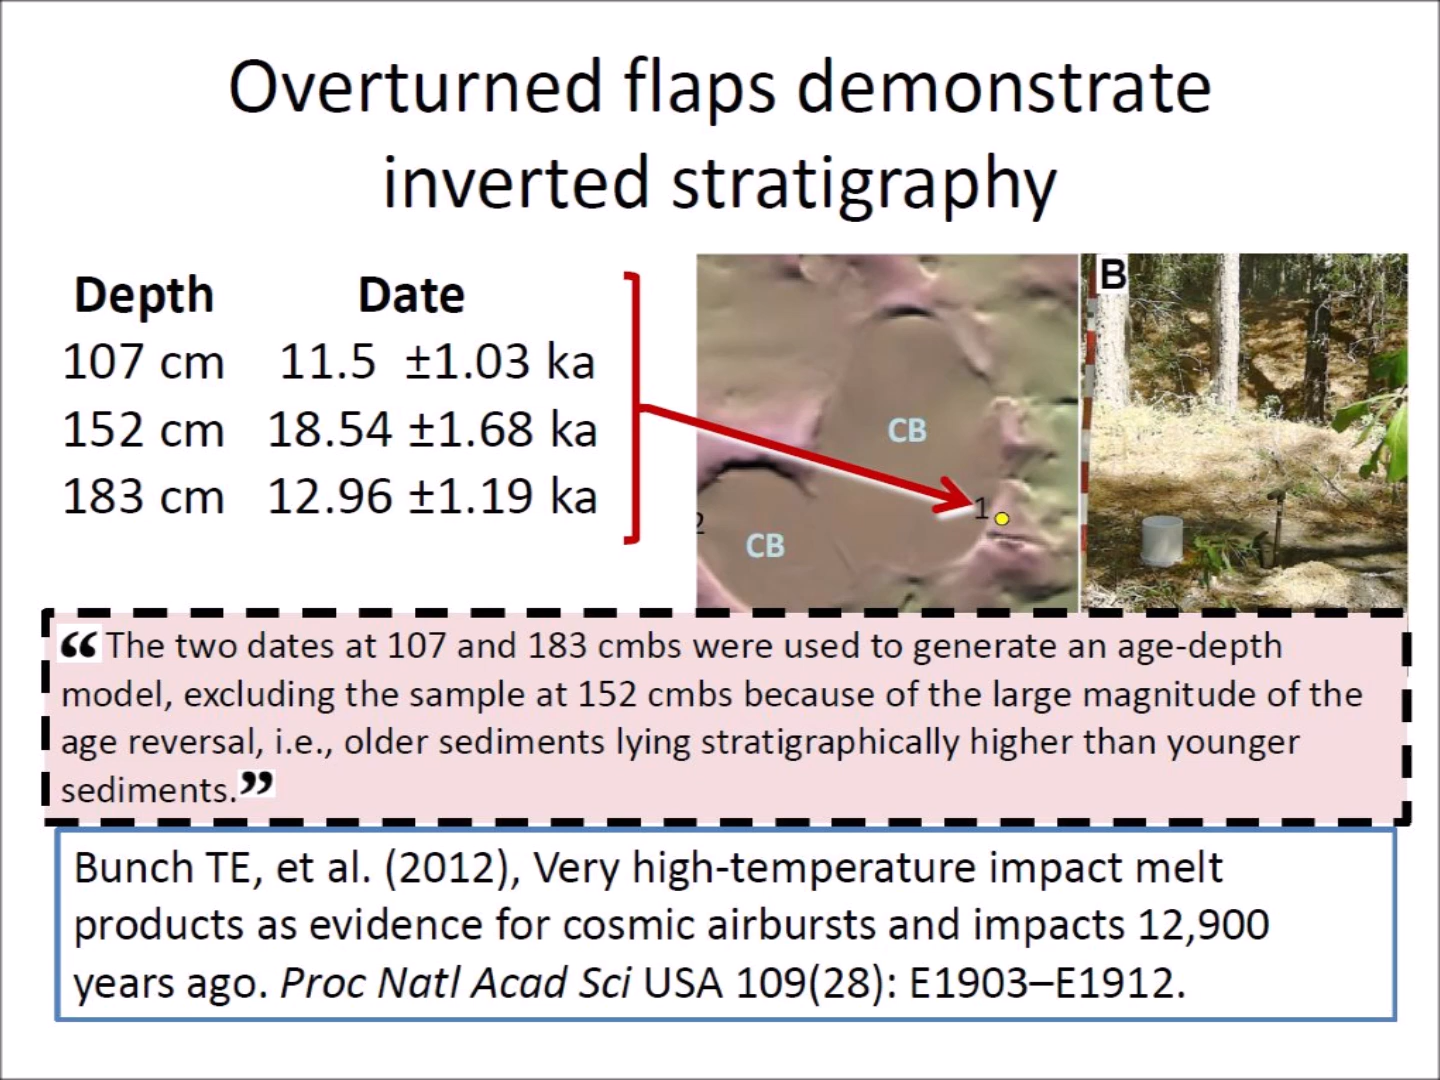 Overturned flaps demonstrate
inverted stratigraphy
Depth Date
107 cm 11.5 ±1.03 ka
152 cm 18.54 ±1.68 ka
183 cm 12.96 ±1.19 ka
B
CB
1
2
CB
“The two dates at 107 and 183 cmbs were used to generate an age-depth
model, excluding the sample at 152 cmbs because of the large magnitude of the
age reversal, i.e., older sediments lying stratigraphically higher than younger
sediments.”
Bunch TE, et al. (2012), Very high-temperature impact melt
products as evidence for cosmic airbursts and impacts 12,900
years ago. Proc Natl Acad Sci USA 109(28): E1903–E1912.